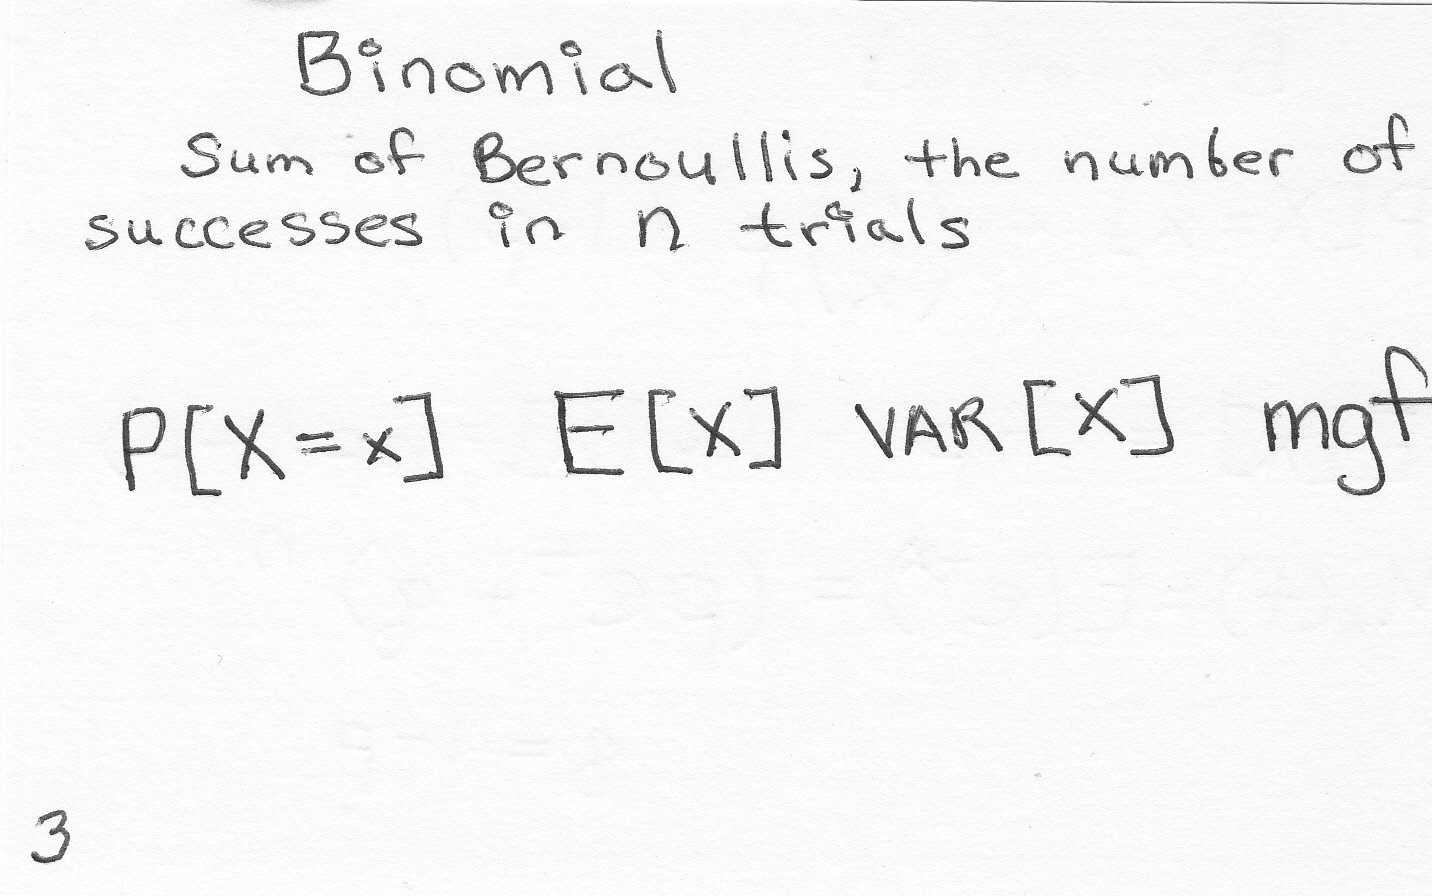 Binomial
Sum of Bernoullis, the number of
successes in n trials
P[X=x] E[X] VAR[X] mgf
3